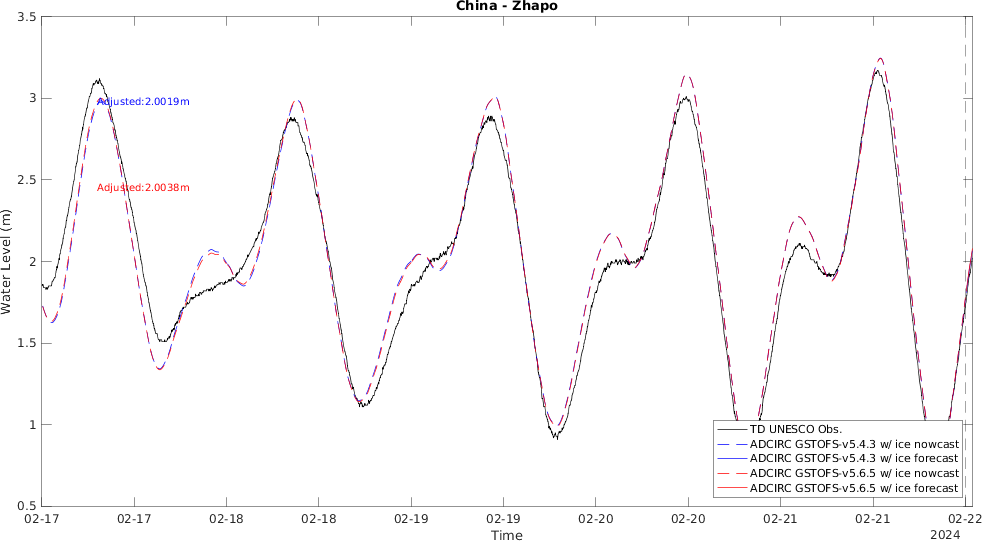 China - Zhapo
3.5
3
2.5
2
1.5
1
0.5
Water Level (m)
Adjusted:2.0019m
Adjusted:2.0038m
TD UNESCO Obs.
ADCIRC GSTOFS-v5.4.3 w/ ice nowcast
ADCIRC GSTOFS-v5.4.3 w/ ice forecast
ADCIRC GSTOFS-v5.6.5 w/ ice nowcast
ADCIRC GSTOFS-v5.6.5 w/ ice forecast
02-17 02-17 02-18 02-18 02-19 02-19 02-20 02-20 02-21 02-21 02-22
2024
Time